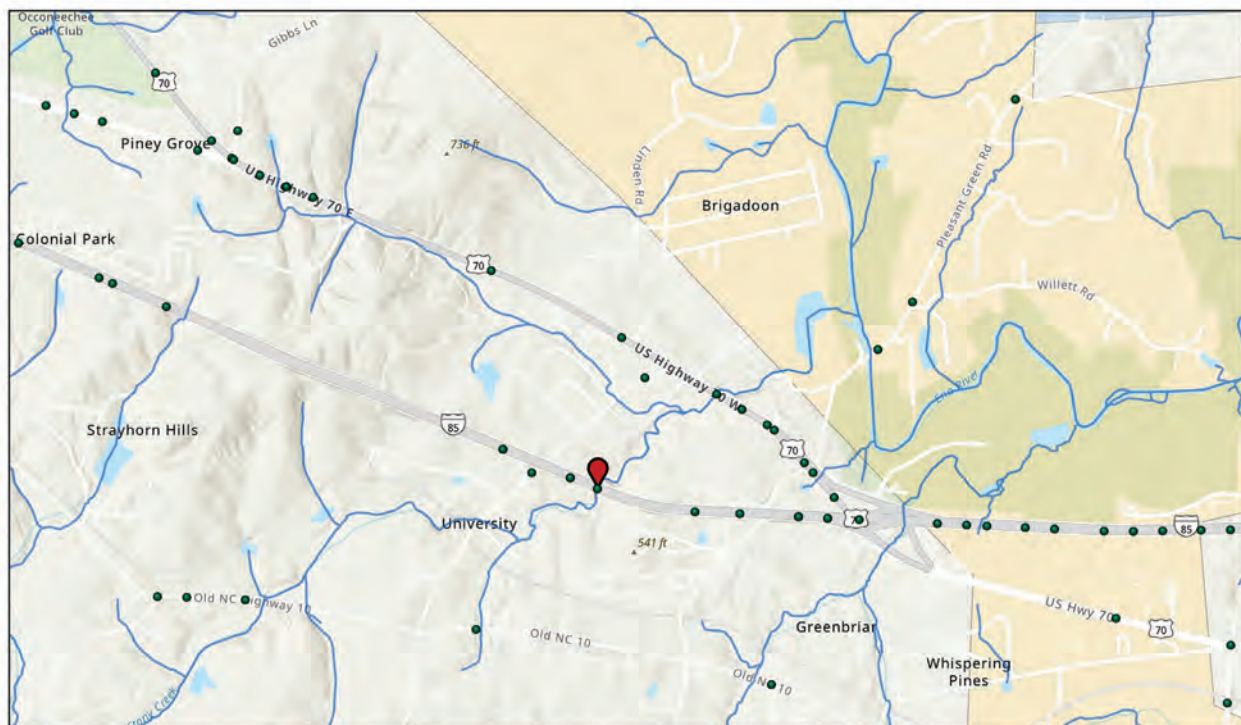 Occoneechee
Golf Club
Gibbs Ln
70
Piney Grove
736 ft
Linden Rd
Pleasant Green Rd
US Highway 70 E
Brigadoon
Colonial Park
70
Willett Rd
US Highway 70 W
Eno River
Strayhorn Hills
85
70
University
70
85
541 ft
Old NC Highway 10
US Hwy 70
Greenbriar
70
Old NC 10
Whispering
Pines
Old NC 10
Stony Creek